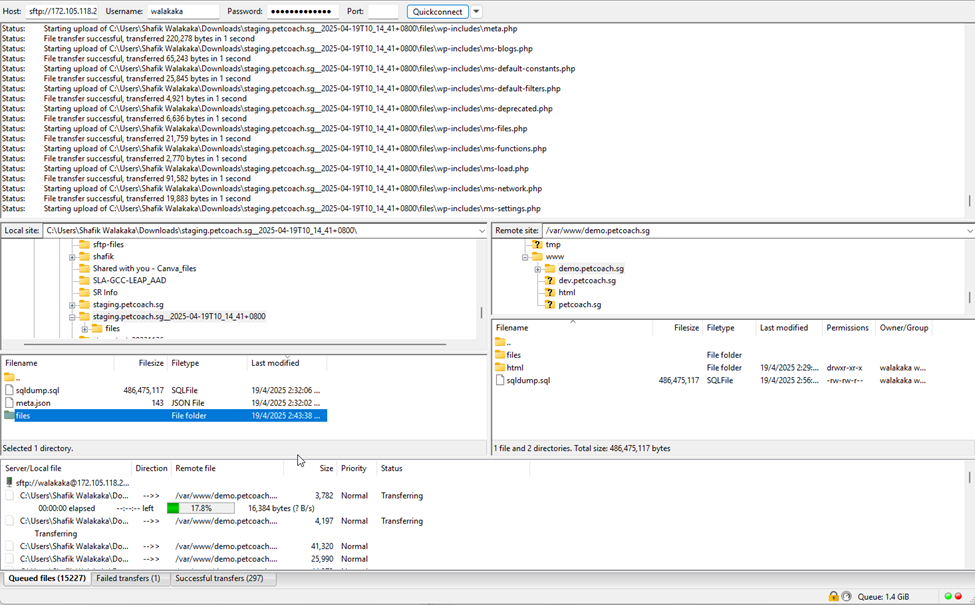 Host: sftp://172.105.118.2 Username: walakaka Password: ●●●●●●●●●●●●● Port: Quickconnect
Status: Starting upload of C:\Users\Shafik Walakaka\Downloads\staging.petcoach.sg__2025-04-19T10_14_41+0800\files\wp-includes\meta.php
Status: File transfer successful, transferred 220,278 bytes in 1 second
Status: Starting upload of C:\Users\Shafik Walakaka\Downloads\staging.petcoach.sg__2025-04-19T10_14_41+0800\files\wp-includes\ms-blogs.php
Status: File transfer successful, transferred 65,243 bytes in 1 second
Status: Starting upload of C:\Users\Shafik Walakaka\Downloads\staging.petcoach.sg__2025-04-19T10_14_41+0800\files\wp-includes\ms-default-constants.php
Status: File transfer successful, transferred 25,845 bytes in 1 second
Status: Starting upload of C:\Users\Shafik Walakaka\Downloads\staging.petcoach.sg__2025-04-19T10_14_41+0800\files\wp-includes\ms-default-filters.php
Status: File transfer successful, transferred 4,921 bytes in 1 second
Status: Starting upload of C:\Users\Shafik Walakaka\Downloads\staging.petcoach.sg__2025-04-19T10_14_41+0800\files\wp-includes\ms-deprecated.php
Status: File transfer successful, transferred 6,636 bytes in 1 second
Status: Starting upload of C:\Users\Shafik Walakaka\Downloads\staging.petcoach.sg__2025-04-19T10_14_41+0800\files\wp-includes\ms-files.php
Status: File transfer successful, transferred 21,759 bytes in 1 second
Status: Starting upload of C:\Users\Shafik Walakaka\Downloads\staging.petcoach.sg__2025-04-19T10_14_41+0800\files\wp-includes\ms-functions.php
Status: File transfer successful, transferred 2,770 bytes in 1 second
Status: Starting upload of C:\Users\Shafik Walakaka\Downloads\staging.petcoach.sg__2025-04-19T10_14_41+0800\files\wp-includes\ms-load.php
Status: File transfer successful, transferred 91,582 bytes in 1 second
Status: Starting upload of C:\Users\Shafik Walakaka\Downloads\staging.petcoach.sg__2025-04-19T10_14_41+0800\files\wp-includes\ms-network.php
Status: File transfer successful, transferred 19,883 bytes in 1 second
Status: Starting upload of C:\Users\Shafik Walakaka\Downloads\staging.petcoach.sg__2025-04-19T10_14_41+0800\files\wp-includes\ms-settings.php
Local site: C:\Users\Shafik Walakaka\Downloads\staging.petcoach.sg__2025-04-19T10_14_41+0800\
sftp-files
shafik
Shared with you - Canva_files
SLA-GCC-LEAP_AAD
SR Info
staging.petcoach.sg
staging.petcoach.sg__2025-04-19T10_14_41+0800
files
Filename Filesize Filetype Last modified
..
sqldump.sql 486,475,117 SQLFile 19/4/2025 2:32:06 ...
meta.json 143 JSON File 19/4/2025 2:32:02 ...
files File folder 19/4/2025 2:43:38 ...
Selected 1 directory.
Remote site: /var/www/demo.petcoach.sg
tmp
www
demo.petcoach.sg
dev.petcoach.sg
html
petcoach.sg
Filename Filesize Filetype Last modified Permissions Owner/Group
..
files File folder
html File folder 19/4/2025 2:29:... drwxr-xr-x walakaka w...
sqldump.sql 486,475,117 SQLFile 19/4/2025 2:56:... -rw-rw-r-- walakaka w...
1 file and 2 directories. Total size: 486,475,117 bytes
Server/Local file Direction Remote file Size Priority Status
sftp://walakaka@172.105.118.2...
C:\Users\Shafik Walakaka\Do... -->> /var/www/demo.petcoach.... 3,782 Normal Transferring
00:00:00 elapsed --:--:-- left 17.8% 16,384 bytes (? B/s)
C:\Users\Shafik Walakaka\Do... -->> /var/www/demo.petcoach.... 4,197 Normal Transferring
Transferring
C:\Users\Shafik Walakaka\Do... -->> /var/www/demo.petcoach.... 41,320 Normal
C:\Users\Shafik Walakaka\Do... -->> /var/www/demo.petcoach.... 25,990 Normal
Queued files (15227) Failed transfers (1) Successful transfers (297)
Queue: 1.4 GiB